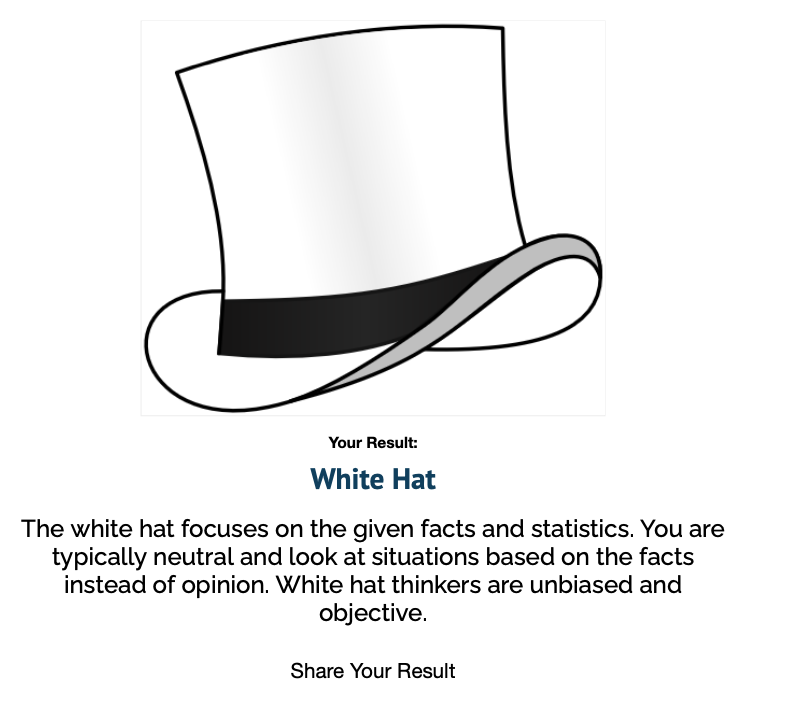 Your Result:
White Hat
The white hat focuses on the given facts and statistics. You are
typically neutral and look at situations based on the facts
instead of opinion. White hat thinkers are unbiased and
objective.
Share Your Result